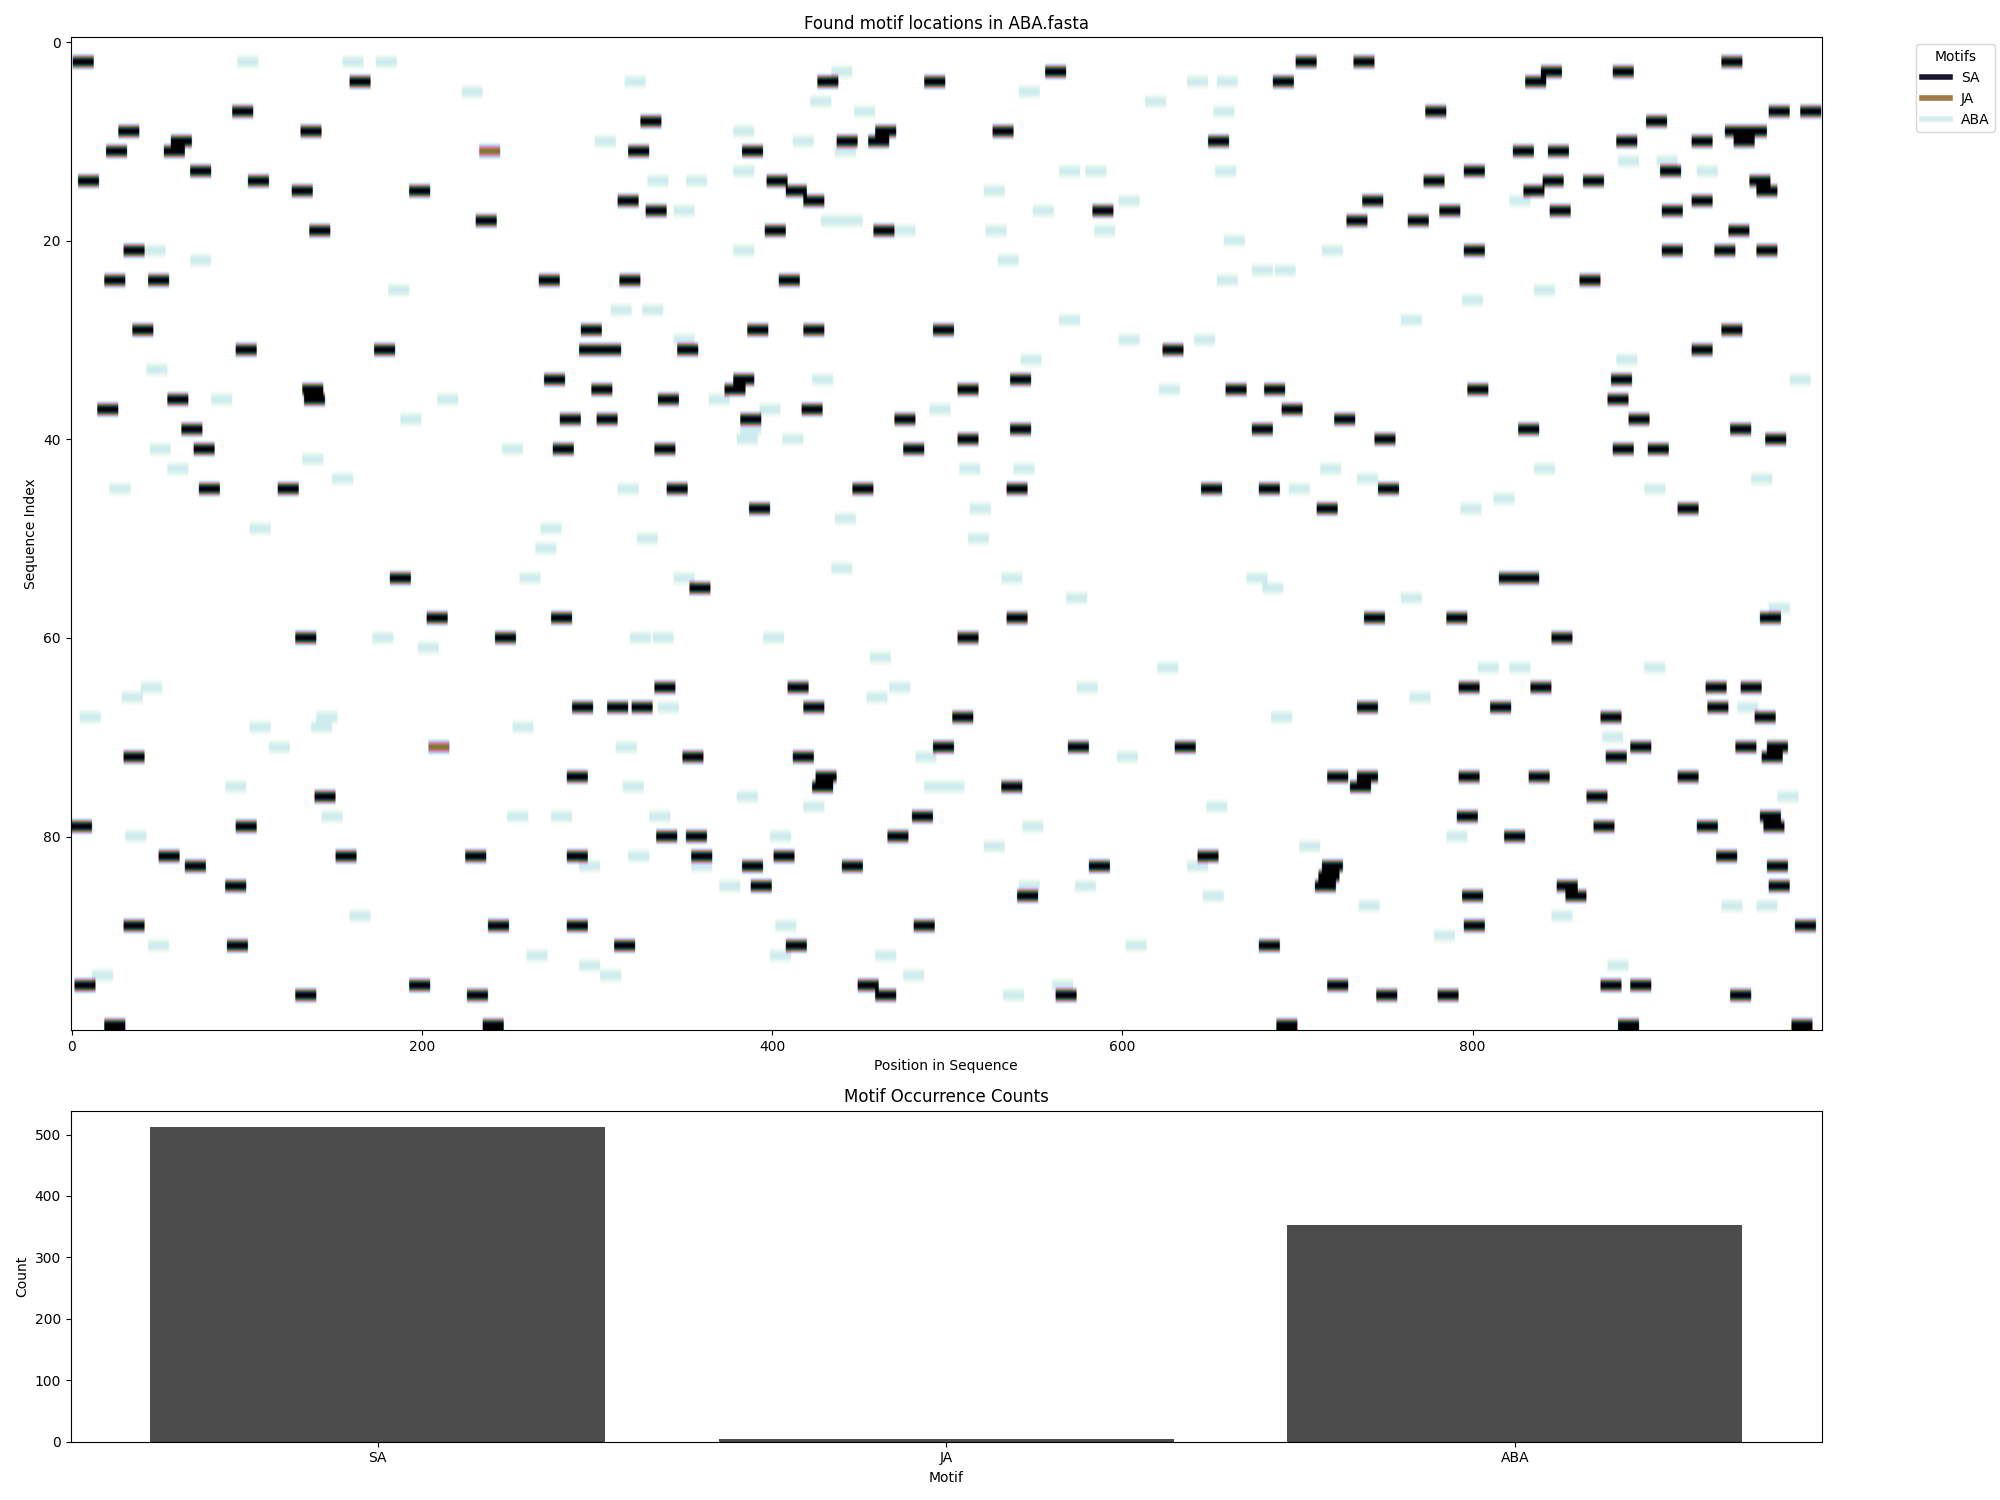 Found motif locations in ABA.fasta
Motifs
SA
JA
ABA
0
20
40
60
80
Sequence Index
0 200 400 600 800
Position in Sequence
Motif Occurrence Counts
500
400
300
200
100
0
Count
SA JA ABA
Motif